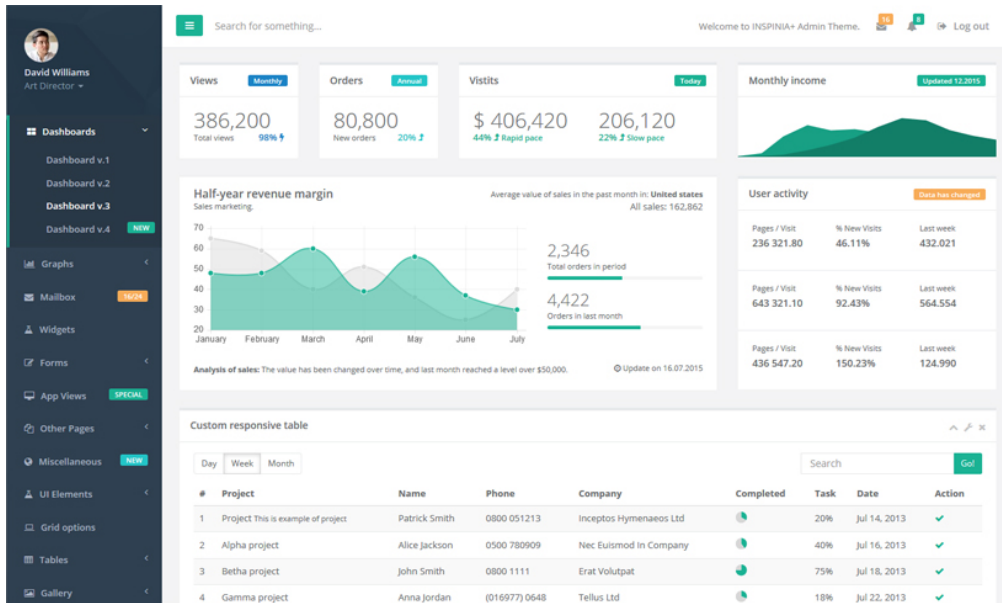 David Williams
Art Director
Dashboards
Dashboard v.1
Dashboard v.2
Dashboard v.3
Dashboard v.4 NEW
Graphs
Mailbox 16/24
Widgets
Forms
App Views SPECIAL
Other Pages
Miscellaneous NEW
UI Elements
Grid options
Tables
Gallery
Search for something...
Welcome to INSPINIA+ Admin Theme. 16 8 Log out
Views Monthly
386,200
Total views 98%
Orders Annual
80,800
New orders 20%
Vistits Today
$ 406,420 206,120
44% Rapid pace 22% Slow pace
Monthly income Updated 12.2015
Half-year revenue margin
Sales marketing.
Average value of sales in the past month in: United states
All sales: 162,862
70
60
50
40
30
20
January February March April May June July
2,346
Total orders in period
4,422
Orders in last month
Analysis of sales: The value has been changed over time, and last month reached a level over $50,000.
Update on 16.07.2015
User activity Data has changed
Pages / Visit % New Visits Last week
236 321.80 46.11% 432.021
Pages / Visit % New Visits Last week
643 321.10 92.43% 564.554
Pages / Visit % New Visits Last week
436 547.20 150.23% 124.990
Custom responsive table
Day Week Month
Search Go!
# Project Name Phone Company Completed Task Date Action
1 Project This is example of project Patrick Smith 0800 051213 Inceptos Hymenaeos Ltd 20% Jul 14, 2013
2 Alpha project Alice Jackson 0500 780909 Nec Euismod In Company 40% Jul 16, 2013
3 Betha project John Smith 0800 1111 Erat Volutpat 75% Jul 18, 2013
4 Gamma project Anna Jordan (016977) 0648 Tellus Ltd 18% Jul 22, 2013